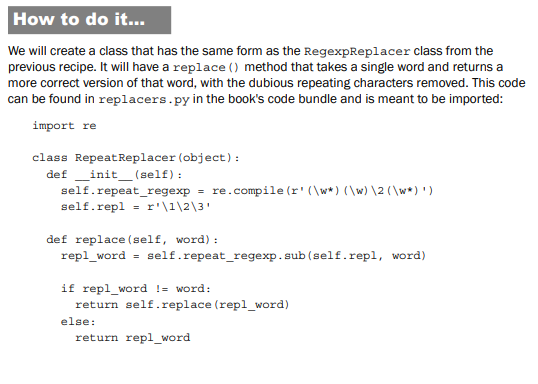 How to do it...
We will create a class that has the same form as the RegexpReplacer class from the
previous recipe. It will have a replace() method that takes a single word and returns a
more correct version of that word, with the dubious repeating characters removed. This code
can be found in replacers.py in the book's code bundle and is meant to be imported:
import re
class RepeatReplacer(object):
  def __init__(self):
    self.repeat_regexp = re.compile(r'(\w*)(\w)\2(\w*)')
    self.repl = r'\1\2\3'
  def replace(self, word):
    repl_word = self.repeat_regexp.sub(self.repl, word)
    if repl_word != word:
      return self.replace(repl_word)
    else:
      return repl_word